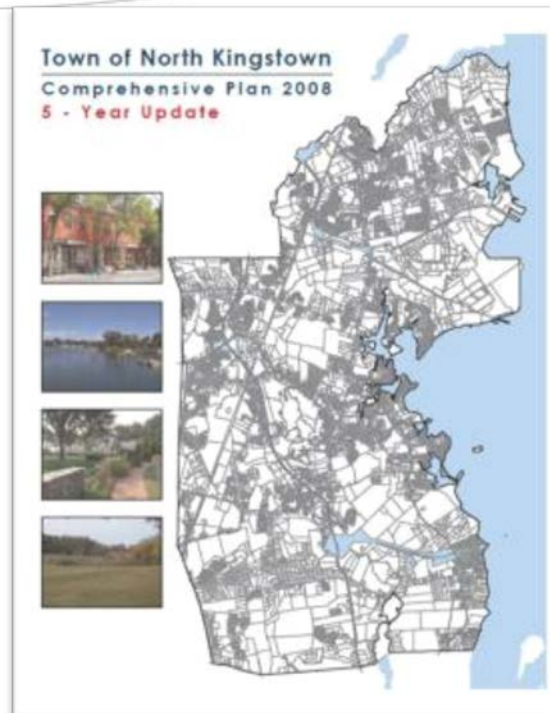 Town of North Kingstown
Comprehensive Plan 2008
5 - Year Update